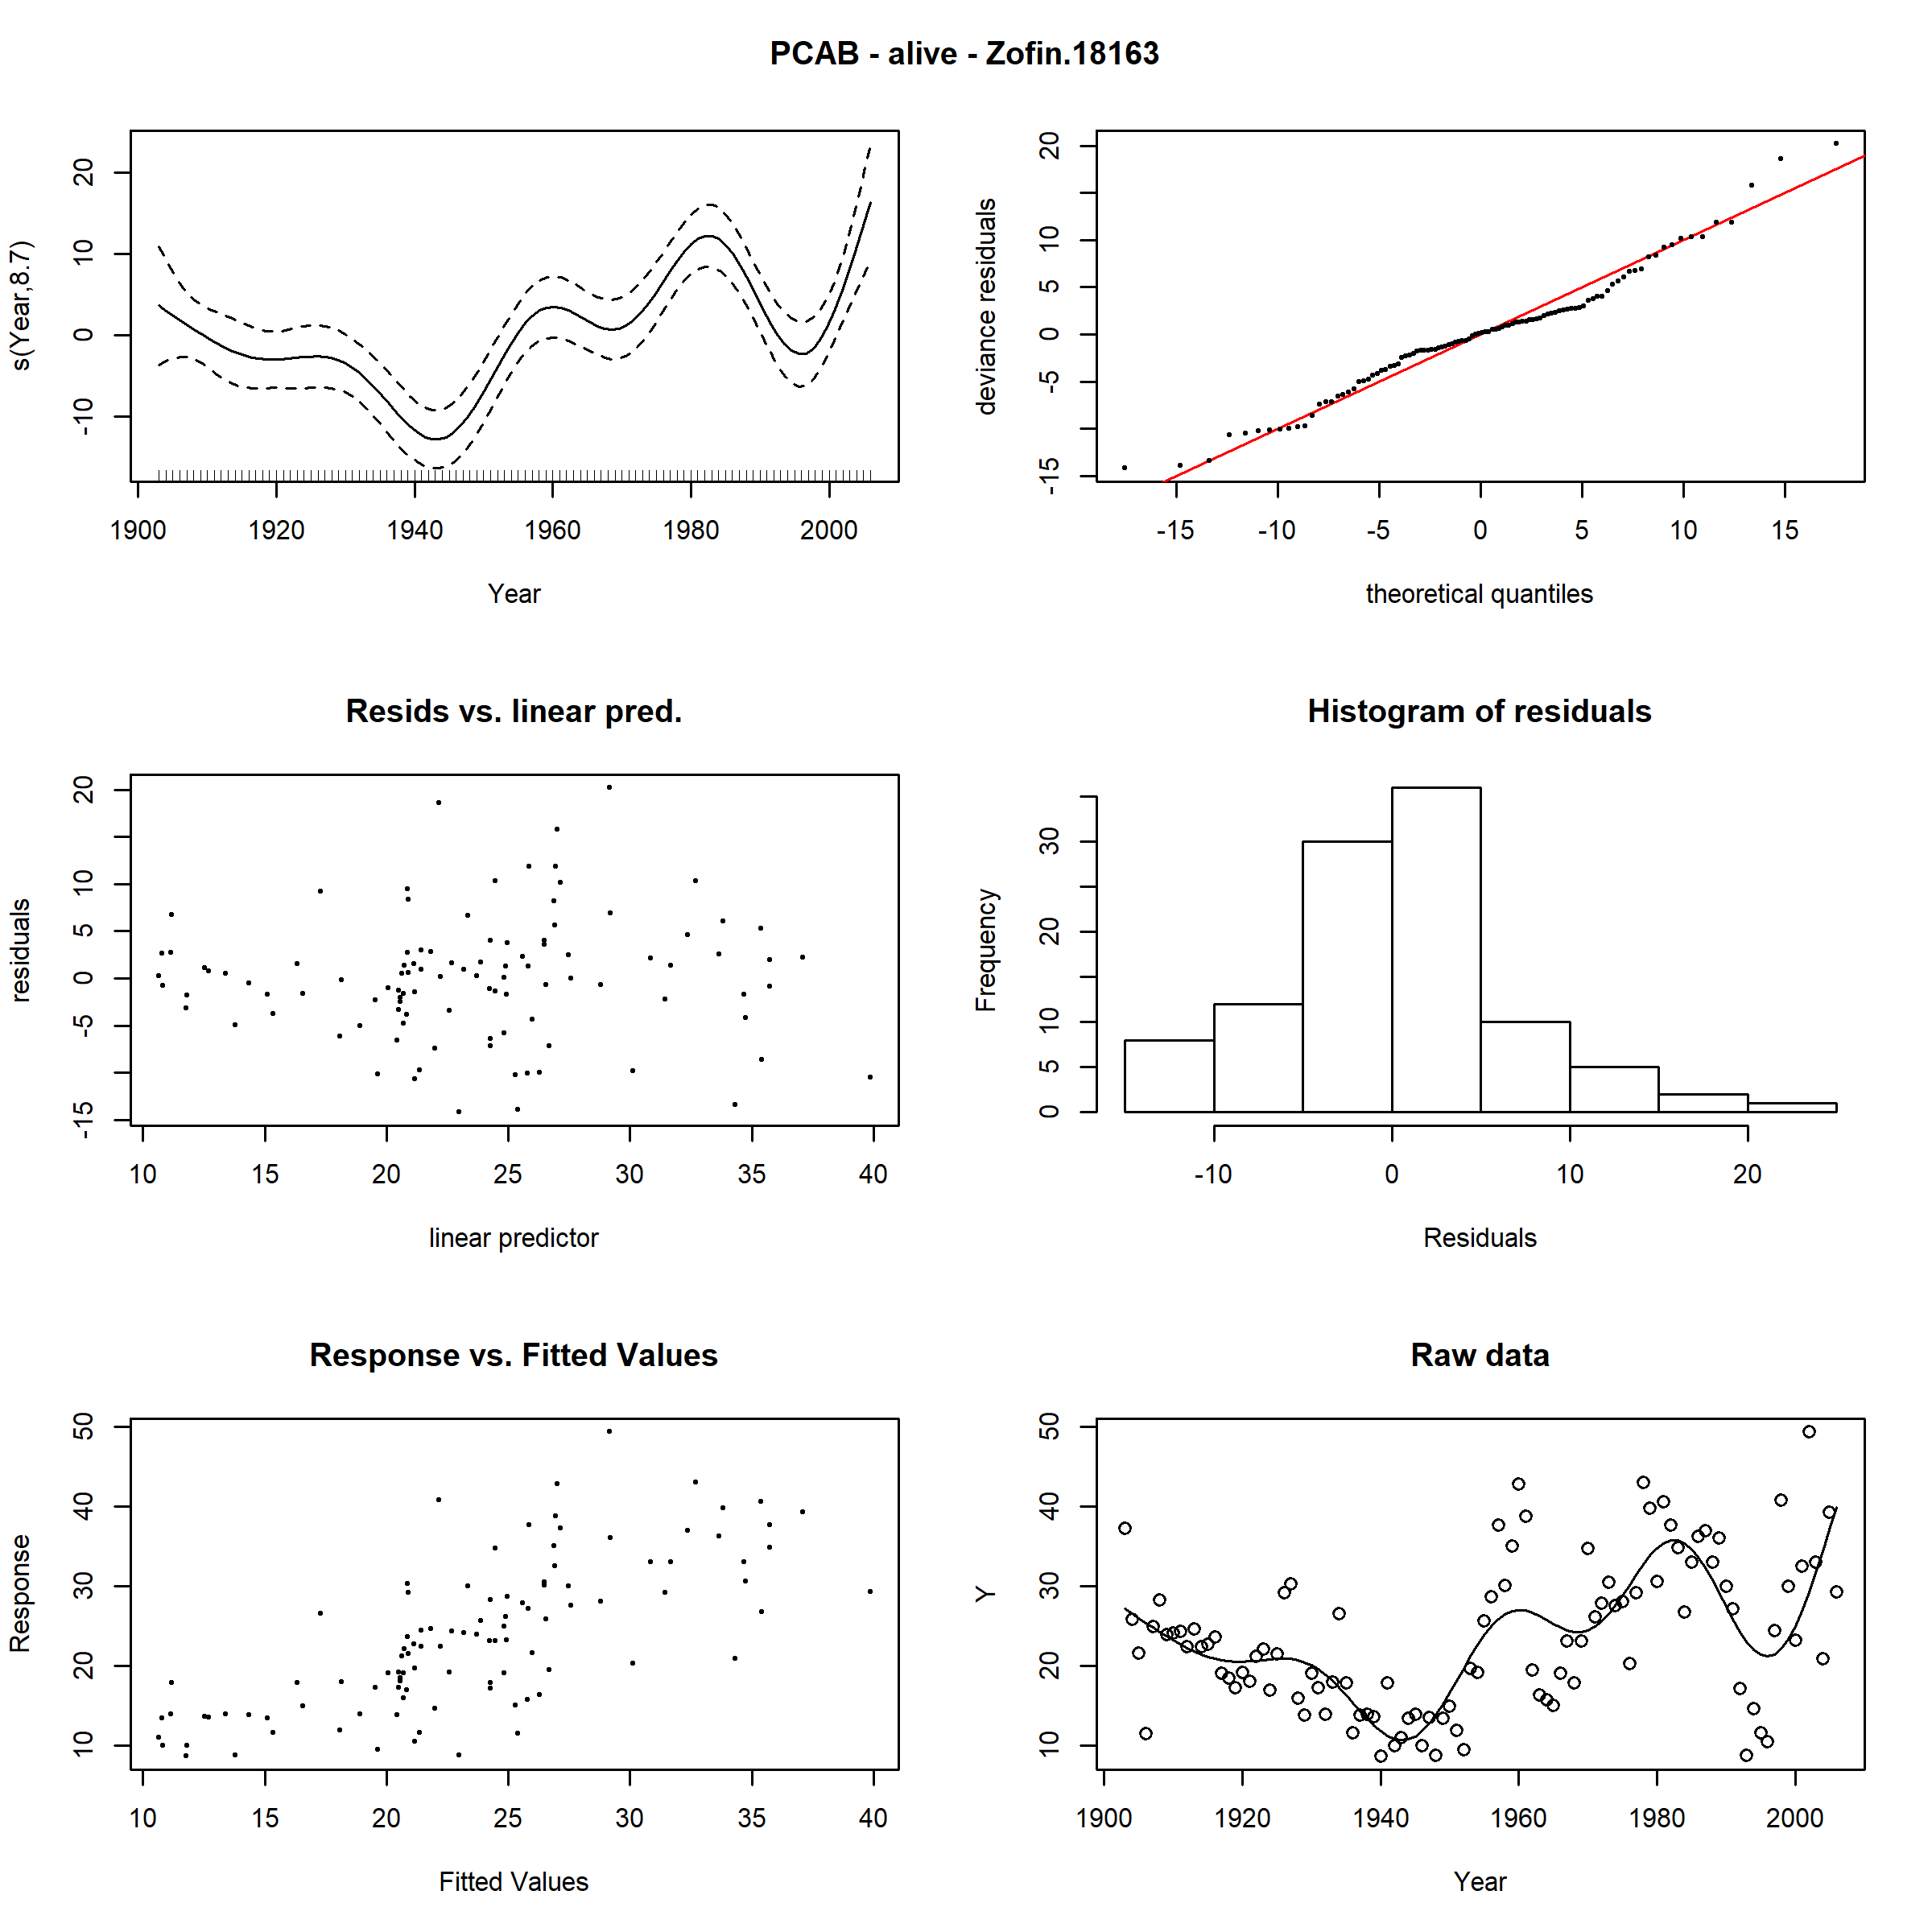 PCAB - alive - Zofin.18163
s(Year,8.7)
-10 0 10 20
1900 1920 1940 1960 1980 2000
Year
deviance residuals
-15 -5 0 5 10 20
-15 -10 -5 0 5 10 15
theoretical quantiles
Resids vs. linear pred.
residuals
-15 -5 0 5 10 20
10 15 20 25 30 35 40
linear predictor
Histogram of residuals
Frequency
0 5 10 20 30
-10 0 10 20
Residuals
Response vs. Fitted Values
Response
10 20 30 40 50
10 15 20 25 30 35 40
Fitted Values
Raw data
Y
10 20 30 40 50
1900 1920 1940 1960 1980 2000
Year